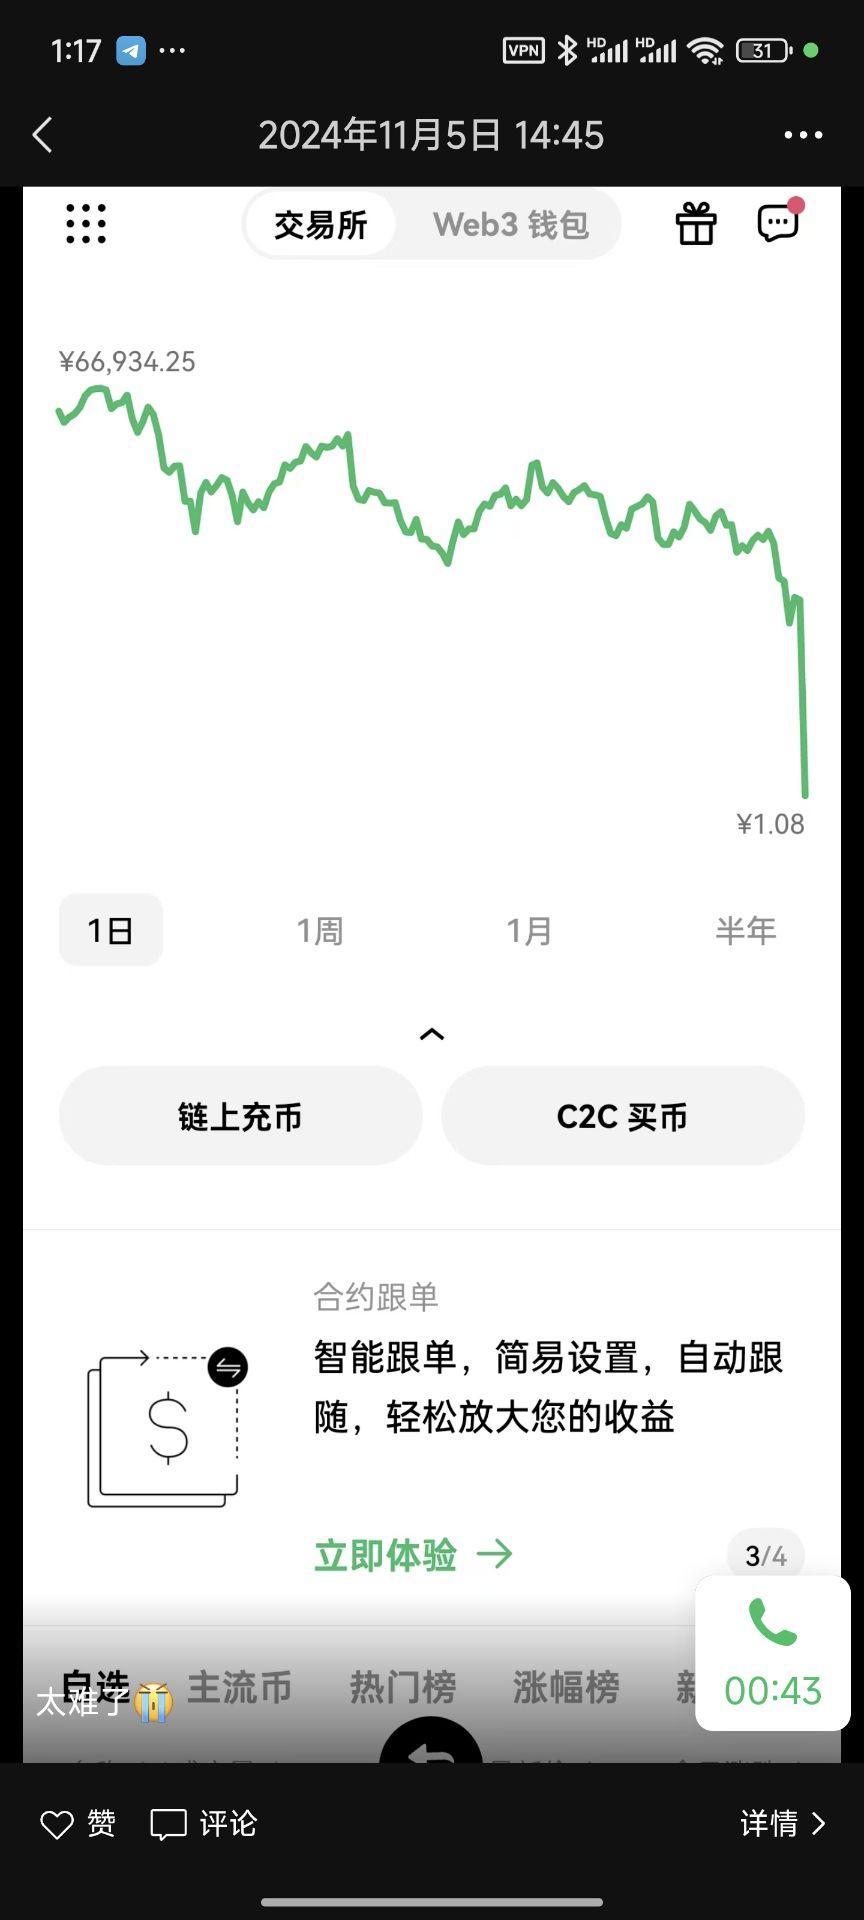 1:17
VPN HD HD 31
2024年11月5日 14:45
交易所 Web3 钱包
¥66,934.25
¥1.08
1日 1周 1月 半年
链上充币 C2C 买币
合约跟单
智能跟单，简易设置，自动跟
随，轻松放大您的收益
立即体验
3/4
自选 主流币 热门榜 涨幅榜 新
太难了😭
00:43
赞 评论 详情